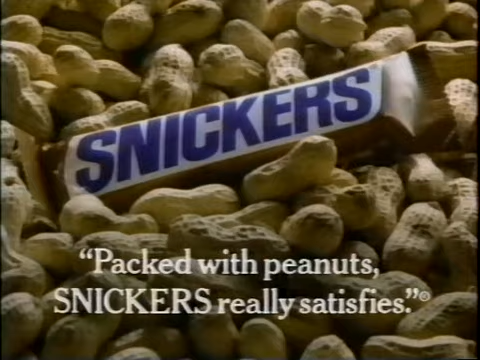 SNICKERS
“Packed with peanuts,
SNICKERS really satisfies.”®